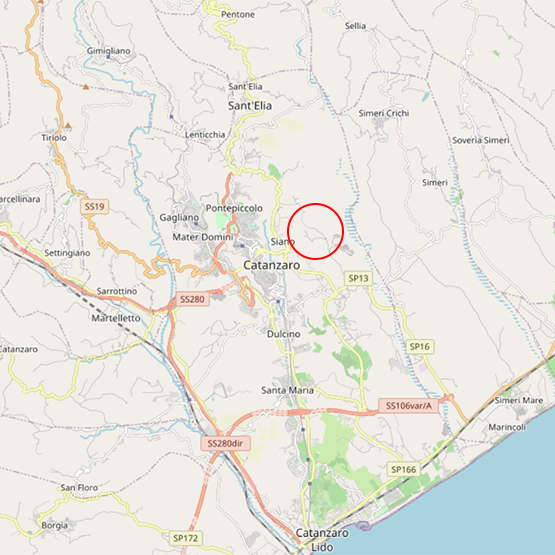 Pentone
Sellia
Gimigliano
Sant'Elia
Sant'Elia
Simeri Crichi
Lenticchia
Tiriolo
Soveria Simeri
Simeri
arcellinara
SS19
Pontepiccolo
Gagliano
Mater Domini
Siano
Settingiano
Catanzaro
SP13
Sarrottino
SS280
Martelletto
Dulcino
SP16
Catanzaro
Santa Maria
SS106var/A
Simeri Mare
Marincoli
SS280dir
SP166
San Floro
Borgia
SP172
Catanzaro
Lido